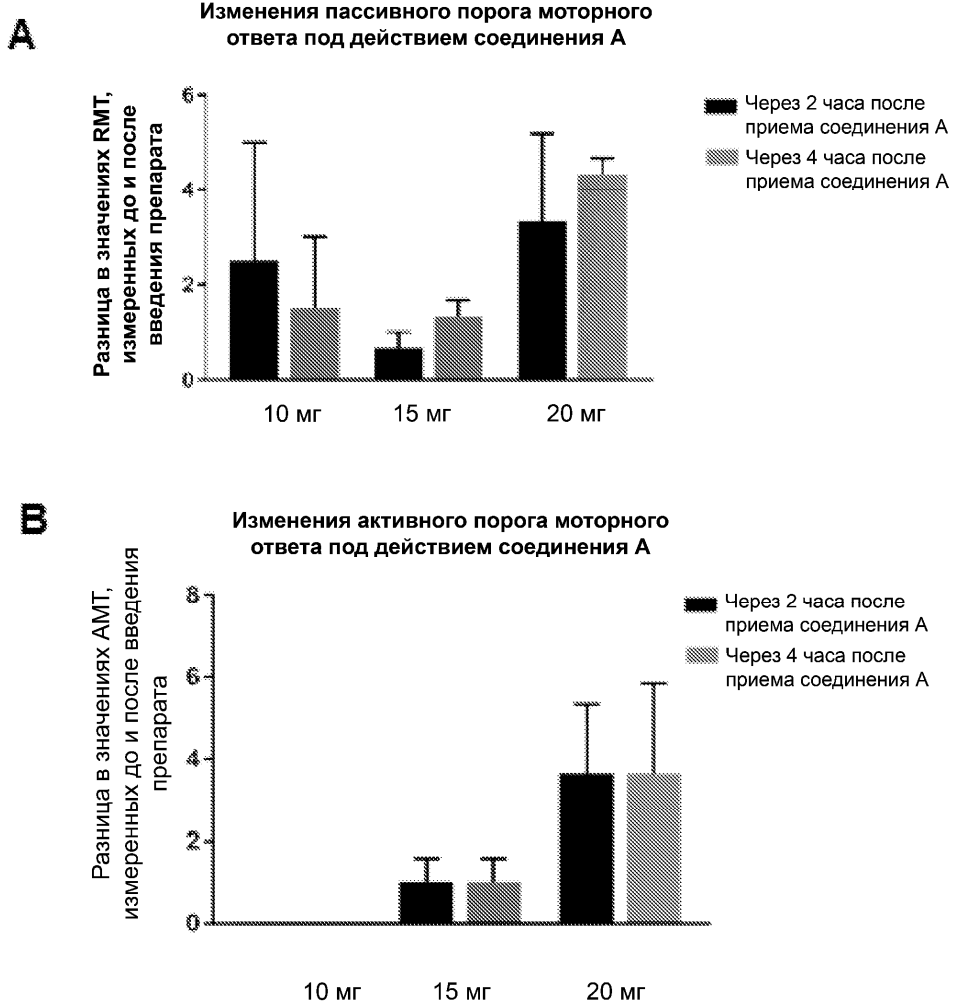 A
Изменения пассивного порога моторного
ответа под действием соединения А
Разница в значениях RMT,
измеренных до и после
введения препарата
6
4
2
0
10 мг
15 мг
20 мг
Через 2 часа после
приема соединения А
Через 4 часа после
приема соединения А
B
Изменения активного порога моторного
ответа под действием соединения А
Разница в значениях АМТ,
измеренных до и после введения
препарата
8
6
4
2
0
10 мг
15 мг
20 мг
Через 2 часа после
приема соединения А
Через 4 часа после
приема соединения А